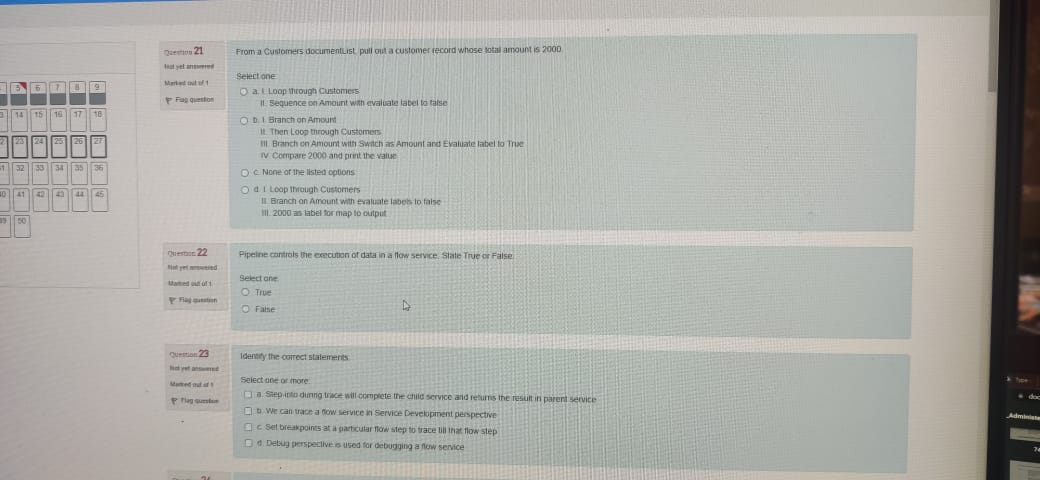 5 6 7 8 9
14 15 16 17 18
23 24 25 26 27
32 33 34 35 36
41 42 43 44 45
50
Question 21
Not yet answered
Marked out of 1
Flag question
From a Customers documentList, pull out a customer record whose total amount is 2000.
Select one:
a. I. Loop through Customers
II. Sequence on Amount with evaluate label to false
b. I. Branch on Amount
II. Then Loop through Customers
III. Branch on Amount with Switch as Amount and Evaluate label to True
IV. Compare 2000 and print the value
c. None of the listed options
d. I. Loop through Customers
II. Branch on Amount with evaluate labels to false
III. 2000 as label for map to output
Question 22
Not yet answered
Marked out of 1
Flag question
Pipeline controls the execution of data in a flow service. State True or False.
Select one:
True
False
Question 23
Not yet answered
Marked out of 1
Flag question
Identify the correct statements.
Select one or more:
a. Step-into during trace will complete the child service and returns the result in parent service
b. We can trace a flow service in Service Development perspective
c. Set breakpoints at a particular flow step to trace till that flow step
d. Debug perspective is used for debugging a flow service
Type
doc
Administ